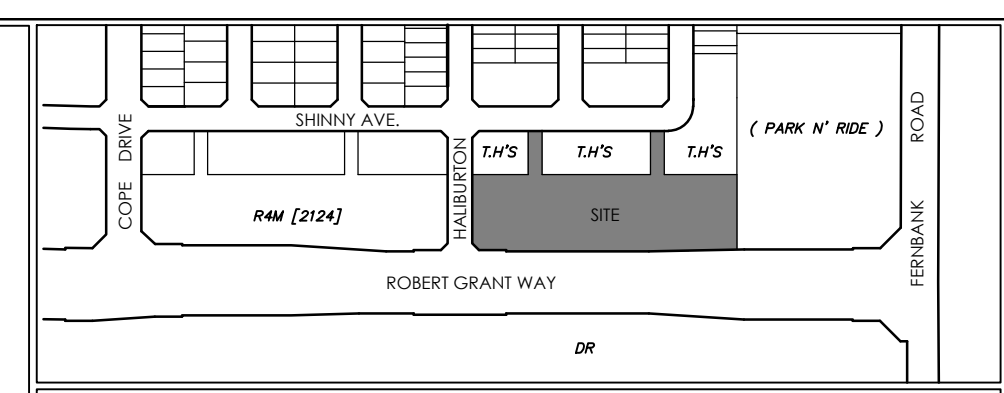 SHINNY AVE.
COPE DRIVE
HALIBURTON
T.H'S
T.H'S
T.H'S
( PARK N' RIDE )
FERNBANK ROAD
R4M [2124]
SITE
ROBERT GRANT WAY
DR